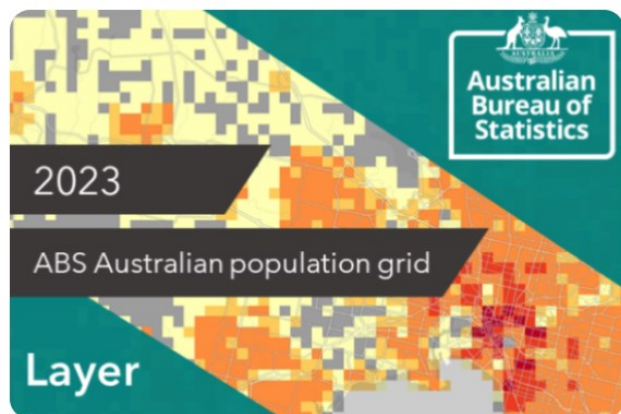 Australian
Bureau of
Statistics
2023
ABS Australian population grid
Layer